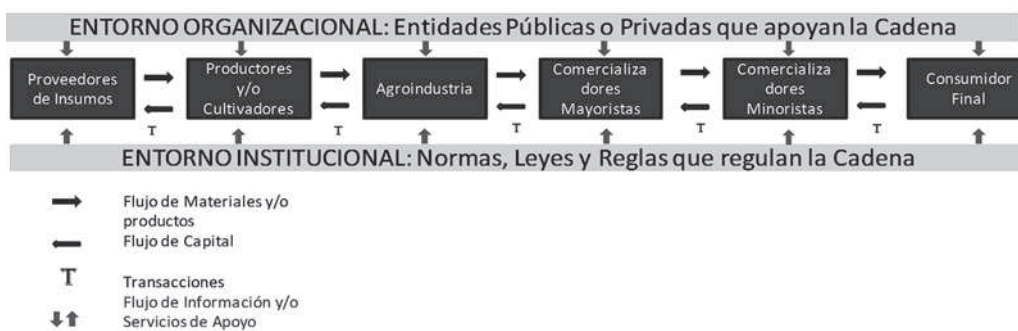 ENTORNO ORGANIZACIONAL: Entidades Públicas o Privadas que apoyan la Cadena
Proveedores
de Insumos
Productores
y/o
Cultivadores
Agroindustria
Comercializa
dores
Mayoristas
Comercializa
dores
Minoristas
Consumidor
Final
T
T
T
T
T
ENTORNO INSTITUCIONAL: Normas, Leyes y Reglas que regulan la Cadena
Flujo de Materiales y/o
productos
Flujo de Capital
T
Transacciones
Flujo de Información y/o
Servicios de Apoyo